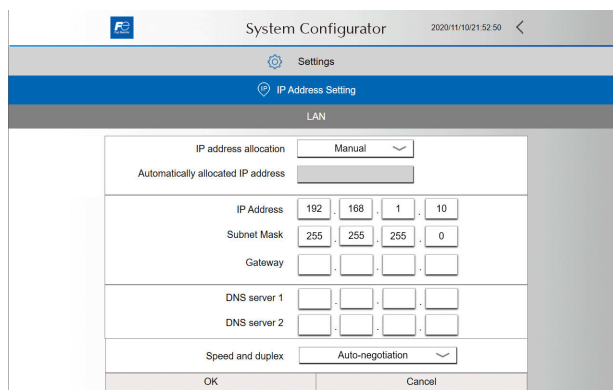 Fe
System Configurator 2020/11/10/21:52:50
Settings
IP IP Address Setting
LAN
IP address allocation Manual
Automatically allocated IP address
IP Address 192 . 168 . 1 . 10
Subnet Mask 255 . 255 . 255 . 0
Gateway . . .
DNS server 1 . . .
DNS server 2 . . .
Speed and duplex Auto-negotiation
OK Cancel